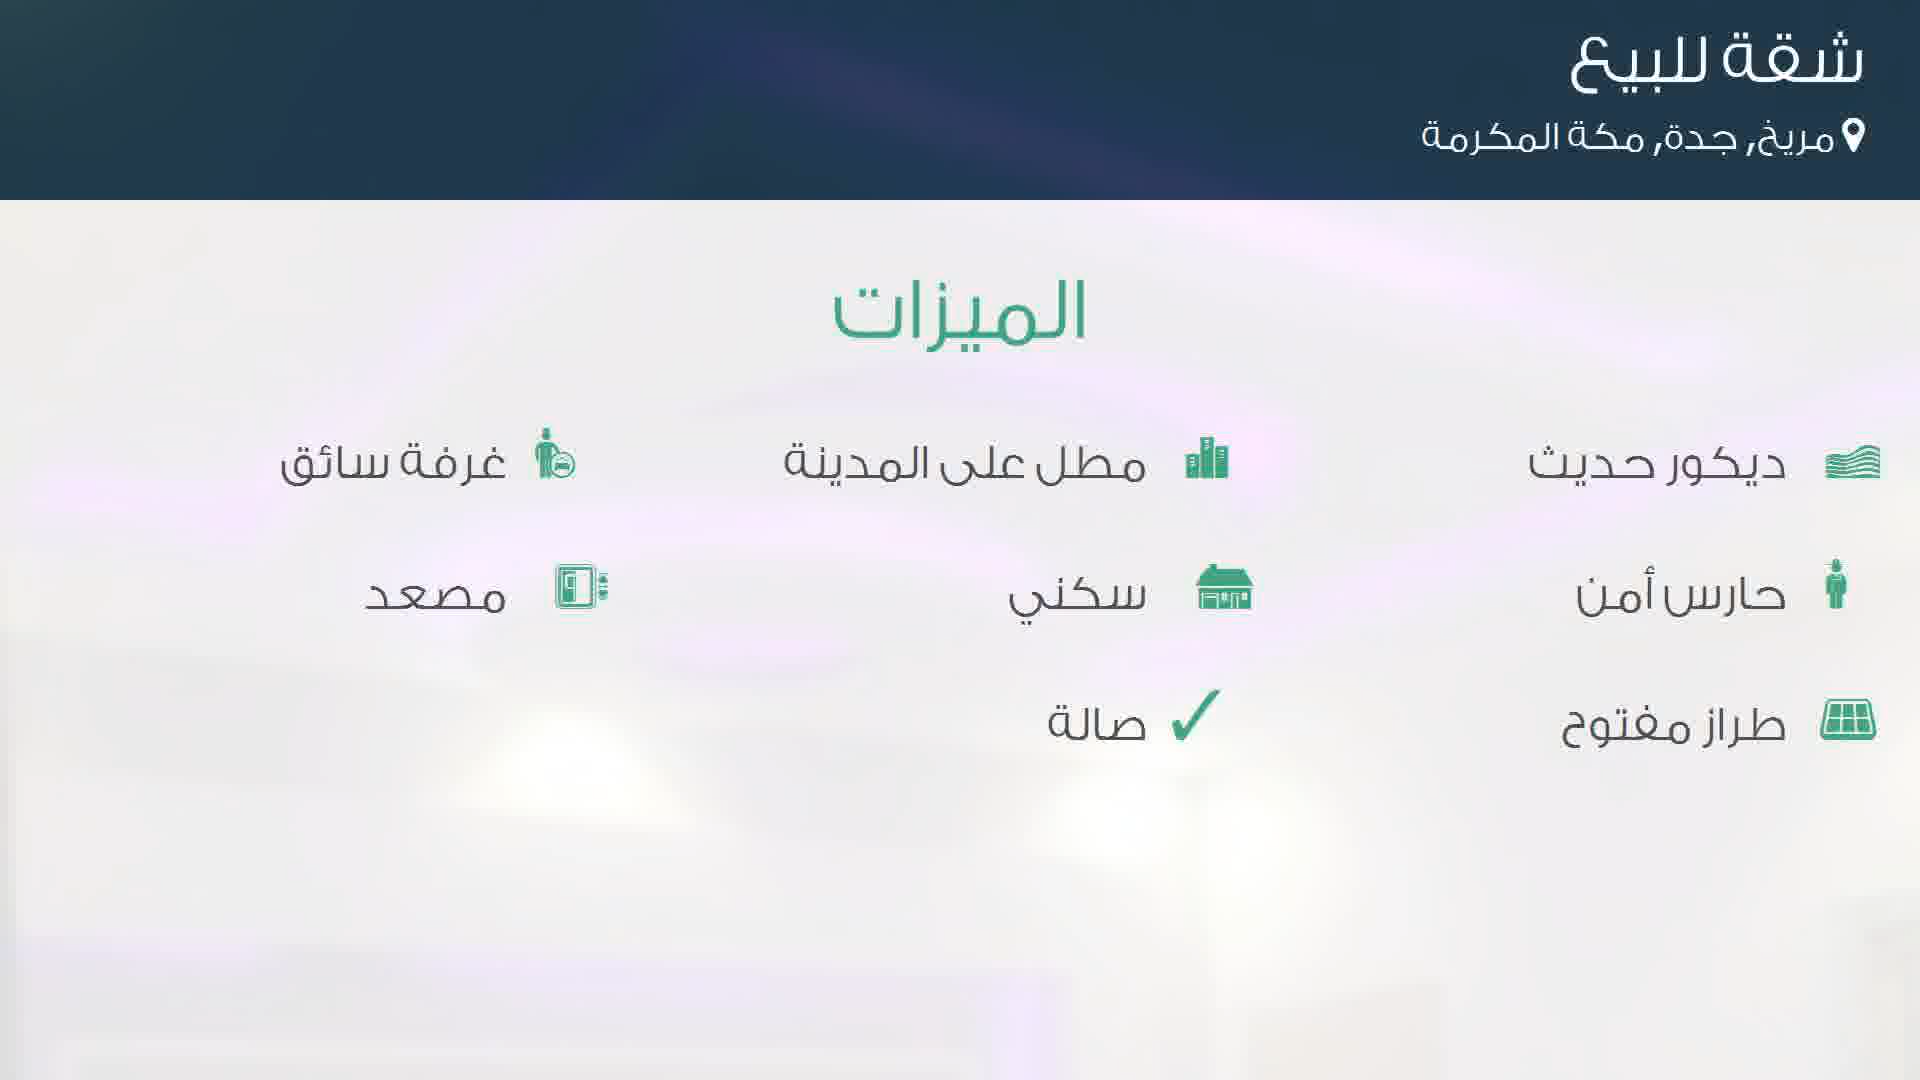 شقة للبيع
مريخ, جدة, مكة المكرمة
الميزات
ديكور حديث
مطل على المدينة
غرفة سائق
حارس أمن
سكني
مصعد
طراز مفتوح
صالة